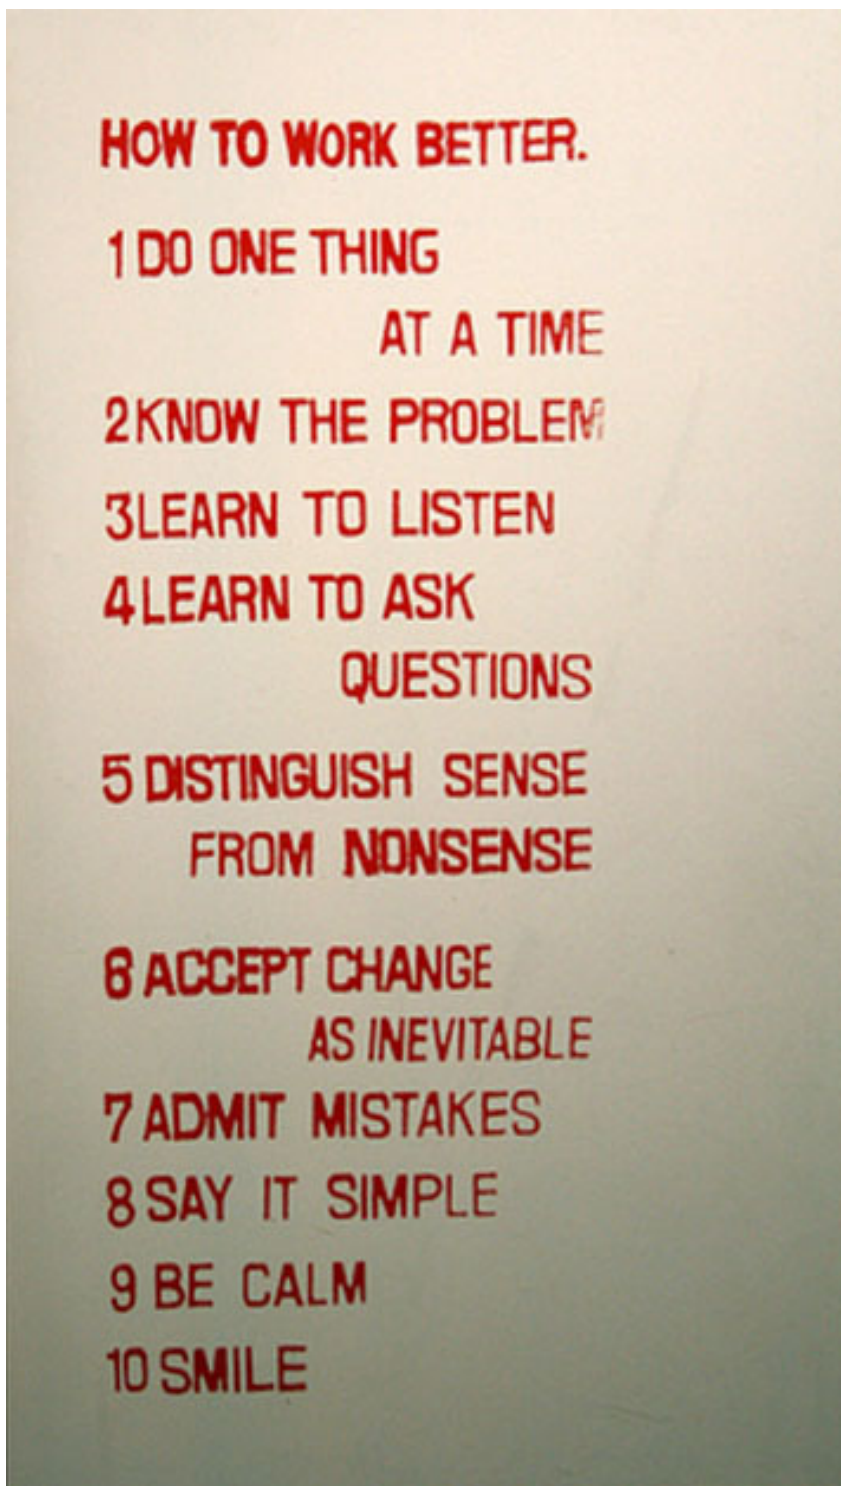 HOW TO WORK BETTER.
1 DO ONE THING
AT A TIME
2 KNOW THE PROBLEM
3 LEARN TO LISTEN
4 LEARN TO ASK
QUESTIONS
5 DISTINGUISH SENSE
FROM NONSENSE
6 ACCEPT CHANGE
AS INEVITABLE
7 ADMIT MISTAKES
8 SAY IT SIMPLE
9 BE CALM
10 SMILE